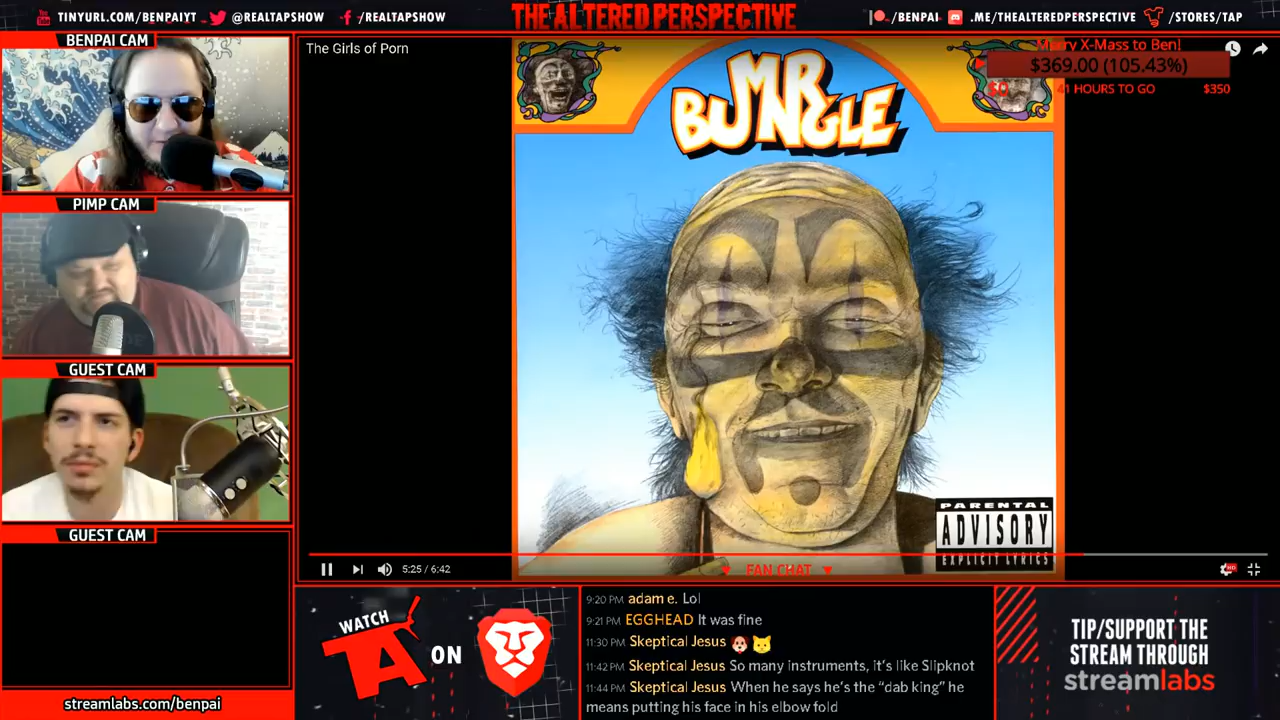 TINYURL.COM/BENPAIYT @REALTAPSHOW /REALTAPSHOW
THE ALTERED PERSPECTIVE
/BENPAI .ME/THEALTEREDPERSPECTIVE /STORES/TAP
BENPAI CAM
The Girls of Porn
MR
BUNGLE
Merry X-Mass to Ben!
$369.00 (105.43%)
$0 41 HOURS TO GO $350
PIMP CAM
GUEST CAM
GUEST CAM
PARENTAL
ADVISORY
EXPLICIT LYRICS
5:25 / 6:42
HD
FAN CHAT
streamlabs.com/benpai
WATCH
TA
ON
9:20 PM adam e. Lol
9:21 PM EGGHEAD It was fine
11:30 PM Skeptical Jesus
11:42 PM Skeptical Jesus So many instruments, it's like Slipknot
11:44 PM Skeptical Jesus When he says he's the "dab king" he
means putting his face in his elbow fold
TIP/SUPPORT THE
STREAM THROUGH
streamlabs